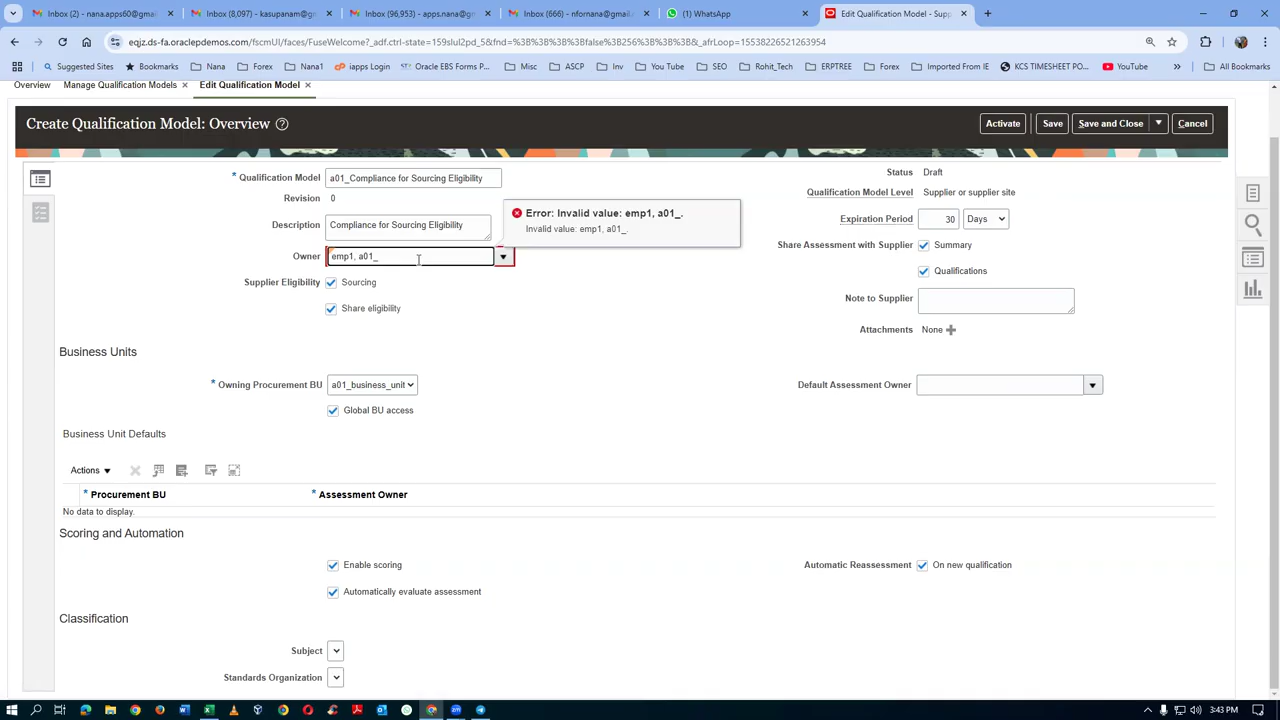 Inbox (2) - nana.apps60@gmail.c
Inbox (8,097) - kasupanam@gmail
Inbox (96,953) - apps.nana@gmai
Inbox (666) - nfornana@gmail.co
(1) WhatsApp
Edit Qualification Model - Supp
eqjz.ds-fa.oraclepdemos.com/fscmUI/faces/FuseWelcome?_adf.ctrl-state=159slul2pd_5&fnd=%3B%3B%3B%3Bfalse%3B256%3B%3B%3B&_afrLoop=15538226521263954
Suggested Sites
Bookmarks
Nana
Forex
Nana1
iapps Login
Oracle EBS Forms P...
Misc
ASCP
Inv
You Tube
SEO
Rohit_Tech
ERPTREE
Forex
Imported From IE
KCS TIMESHEET PO...
YouTube
All Bookmarks
Overview
Manage Qualification Models
Edit Qualification Model
Create Qualification Model: Overview
Activate
Save
Save and Close
Cancel
* Qualification Model a01_Compliance for Sourcing Eligibility
Status Draft
Revision 0
Qualification Model Level Supplier or supplier site
Error: Invalid value: emp1, a01_.
Invalid value: emp1, a01_.
Description Compliance for Sourcing Eligibility
Expiration Period 30 Days
Owner emp1, a01_
Share Assessment with Supplier Summary
Supplier Eligibility Sourcing
Qualifications
Share eligibility
Note to Supplier
Attachments None
Business Units
* Owning Procurement BU a01_business_unit
Default Assessment Owner
Global BU access
Business Unit Defaults
Actions
* Procurement BU
* Assessment Owner
No data to display.
Scoring and Automation
Enable scoring
Automatic Reassessment On new qualification
Automatically evaluate assessment
Classification
Subject
Standards Organization
3:43 PM